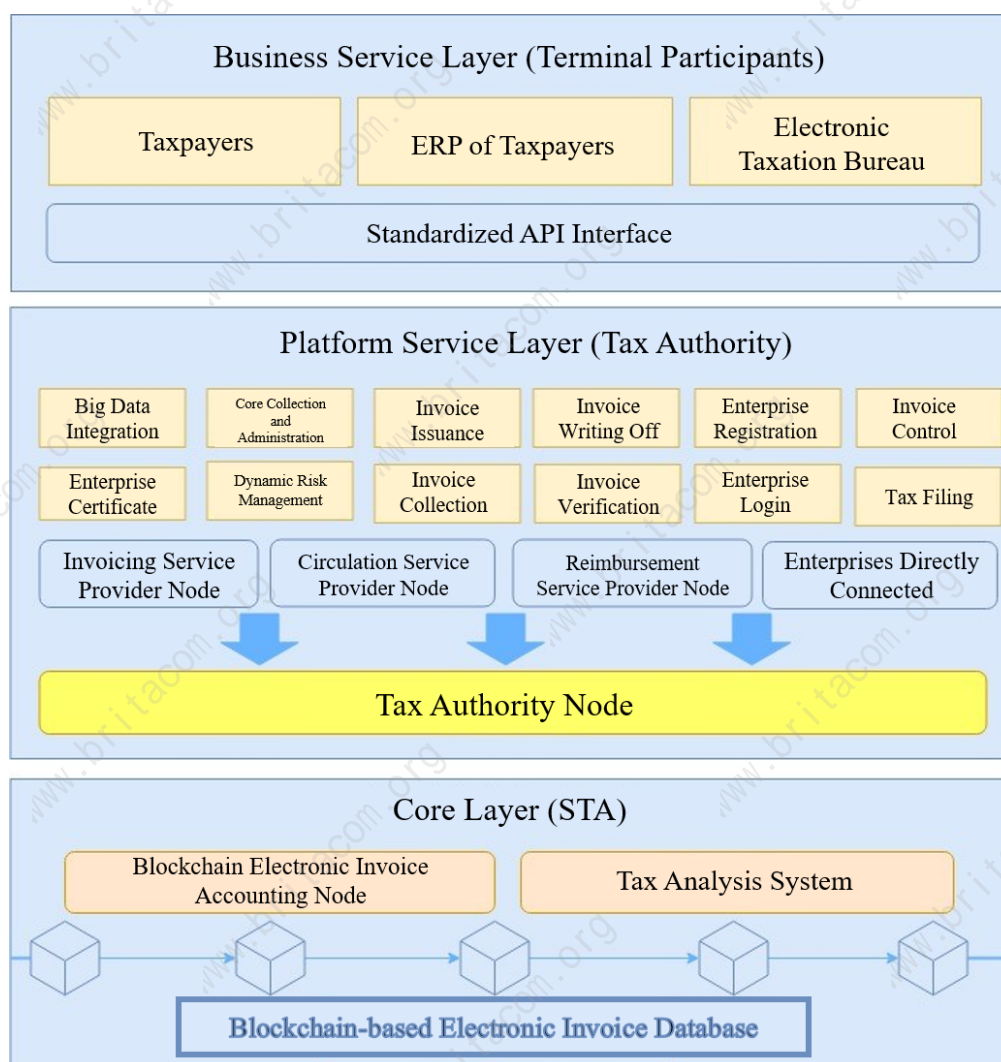 Business Service Layer (Terminal Participants)
Taxpayers
ERP of Taxpayers
Electronic
Taxation Bureau
Standardized API Interface
Platform Service Layer (Tax Authority)
Big Data
Integration
Core Collection
and
Administration
Invoice
Issuance
Invoice
Writing Off
Enterprise
Registration
Invoice
Control
Enterprise
Certificate
Dynamic Risk
Management
Invoice
Collection
Invoice
Verification
Enterprise
Login
Tax Filing
Invoicing Service
Provider Node
Circulation Service
Provider Node
Reimbursement
Service Provider Node
Enterprises Directly
Connected
Tax Authority Node
Core Layer (STA)
Blockchain Electronic Invoice
Accounting Node
Tax Analysis System
Blockchain-based Electronic Invoice Database
www.britacom.org